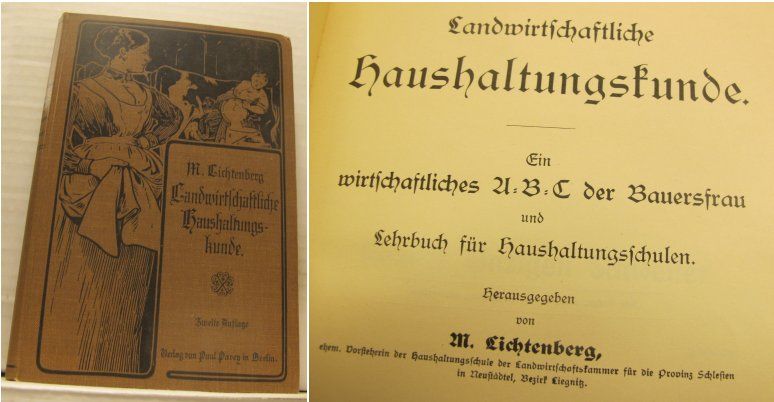 M. Lichtenberg
Landwirtschaftliche
Haushaltungs-
kunde.
Zweite Auflage
Verlag von Paul Parey in Berlin.
Landwirtſchaftliche
Haushaltungskunde.
Ein
wirtſchaftliches A-B-C der Bauersfrau
und
Lehrbuch für Haushaltungsſchulen.
Herausgegeben
von
M. Lichtenberg,
ehem. Vorſteherin der Haushaltungsſchule der Landwirtſchaftskammer für die Provinz Schleſien
in Neuſtädtel, Bezirk Liegnitz.